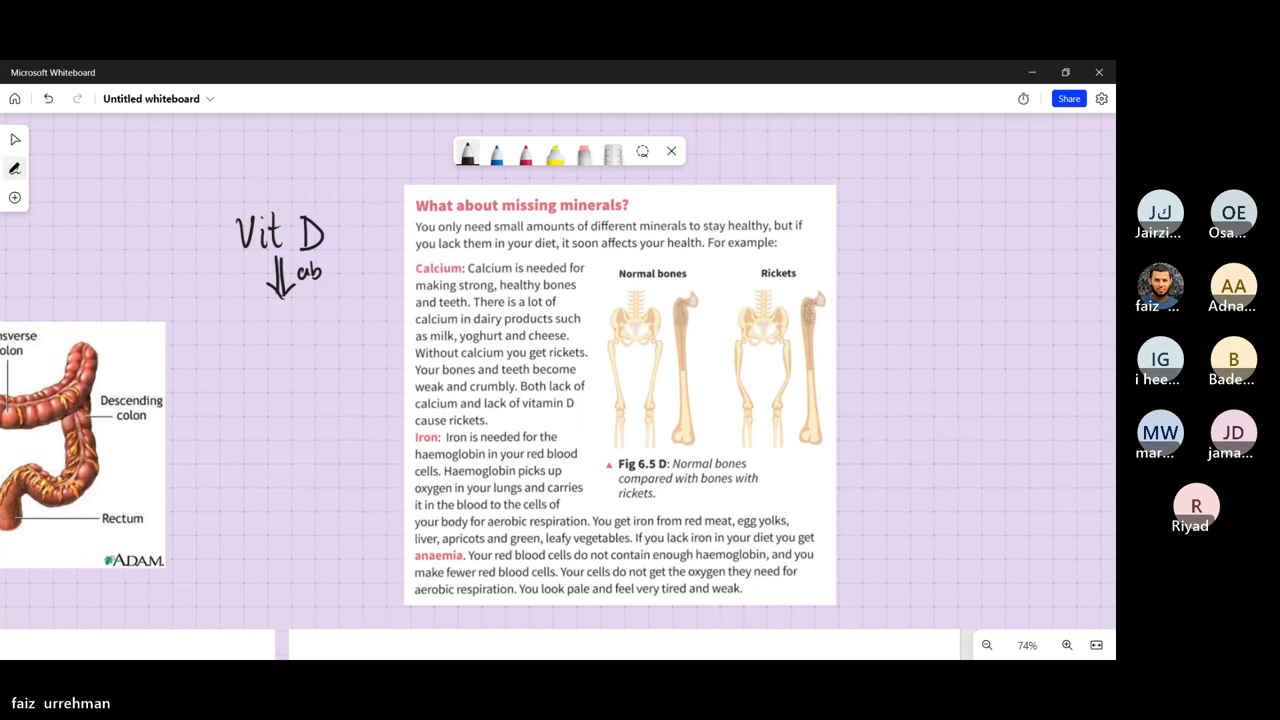 Microsoft Whiteboard
Untitled whiteboard
Share
Vit D
ab
nsverse
olon
Descending
colon
Rectum
ADAM.
What about missing minerals?
You only need small amounts of different minerals to stay healthy, but if
you lack them in your diet, it soon affects your health. For example:
Calcium: Calcium is needed for
making strong, healthy bones
and teeth. There is a lot of
calcium in dairy products such
as milk, yoghurt and cheese.
Without calcium you get rickets.
Your bones and teeth become
weak and crumbly. Both lack of
calcium and lack of vitamin D
cause rickets.
Iron: Iron is needed for the
haemoglobin in your red blood
cells. Haemoglobin picks up
oxygen in your lungs and carries
it in the blood to the cells of
your body for aerobic respiration. You get iron from red meat, egg yolks,
liver, apricots and green, leafy vegetables. If you lack iron in your diet you get
anaemia. Your red blood cells do not contain enough haemoglobin, and you
make fewer red blood cells. Your cells do not get the oxygen they need for
aerobic respiration. You look pale and feel very tired and weak.
Normal bones
Rickets
Fig 6.5 D: Normal bones
compared with bones with
rickets.
74%
JيلJairzi...
OE
Osa...
faiz ...
AA
Adna...
IG
i hee...
B
Bade...
MW
mar...
JD
jama...
R
Riyad
faiz urrehman